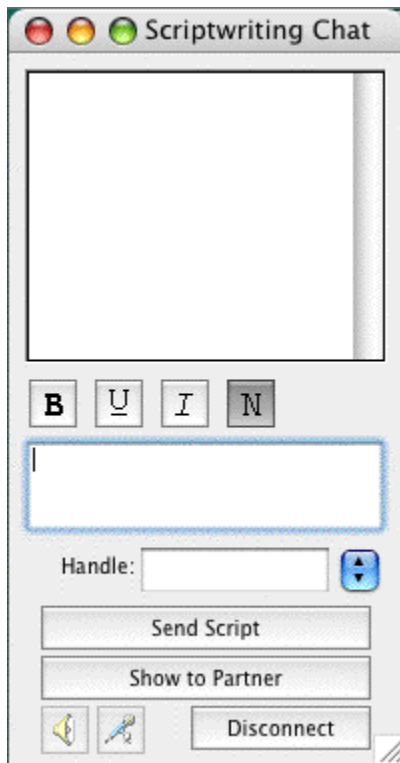 Scriptwriting Chat
B U I N
Handle:
Send Script
Show to Partner
Disconnect